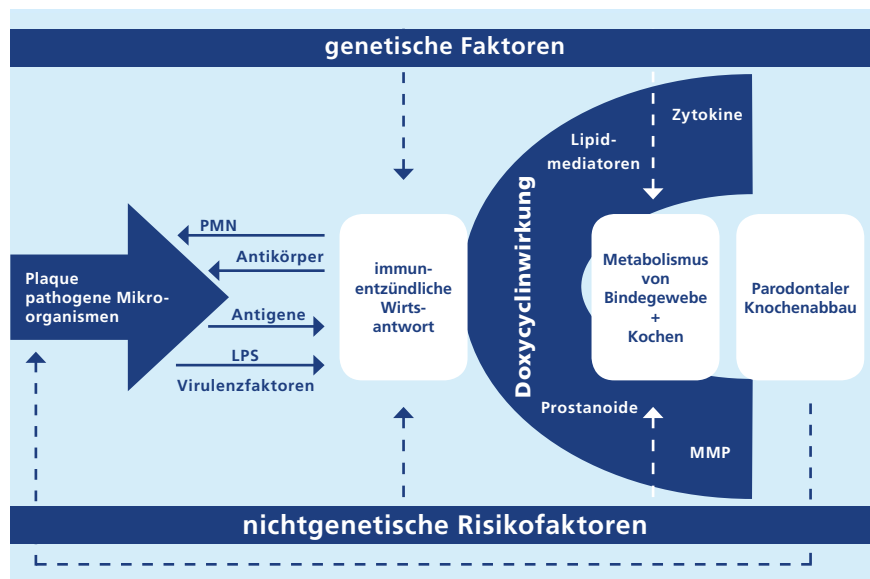 genetische Faktoren
Zytokine
Lipid-
mediatoren
Doxycyclinwirkung
PMN
Antikörper
Plaque
pathogene Mikro-
organismen
Antigene
LPS
Virulenzfaktoren
immun-
entzündliche
Wirts-
antwort
Metabolismus
von
Bindegewebe
+
Kochen
Parodontaler
Knochenabbau
Prostanoide
MMP
nichtgenetische Risikofaktoren